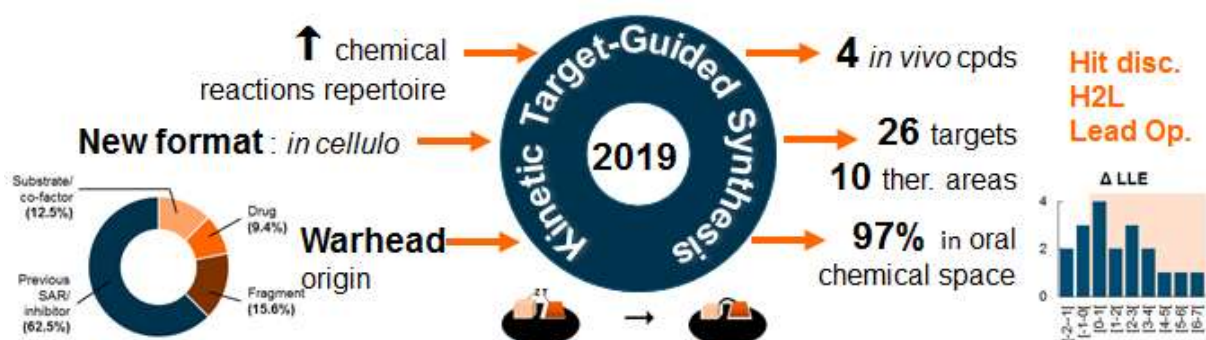 ↑ chemical
reactions repertoire
New format : in cellulo
Substrate/
co-factor
(12.5%)
Drug
(9.4%)
Previous
SAR/
inhibitor
(62.5%)
Fragment
(15.6%)
Warhead
origin
Kinetic Target-Guided Synthesis
2019
4 in vivo cpds
26 targets
10 ther. areas
97% in oral
chemical space
Hit disc.
H2L
Lead Op.
Δ LLE
4
2
0
[-2--1]
[-1-0[
[0-1]
[1-2[
[2-3[
[3-4[
[4-5[
[5-6[
[6-7[